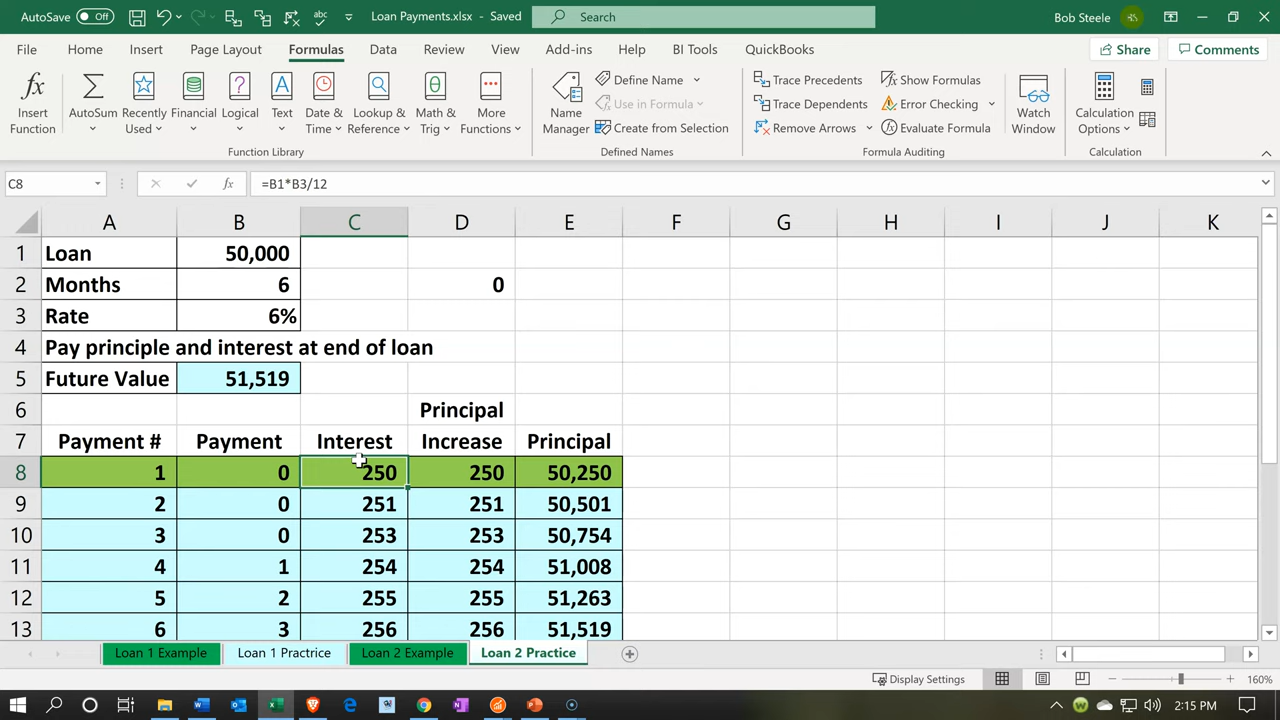 AutoSave Off Loan Payments.xlsx - Saved Search Bob Steele
File Home Insert Page Layout Formulas Data Review View Add-ins Help BI Tools QuickBooks Share Comments
Insert Function
AutoSum
Recently Used
Financial
Logical
Text
Date & Time
Lookup & Reference
Math & Trig
More Functions
Function Library
Name Manager
Define Name
Use in Formula
Create from Selection
Defined Names
Trace Precedents
Trace Dependents
Remove Arrows
Show Formulas
Error Checking
Evaluate Formula
Formula Auditing
Watch Window
Calculation Options
Calculation
C8 fx =B1*B3/12
A B C D E F G H I J K
1 Loan 50,000
2 Months 6 0
3 Rate 6%
4 Pay principle and interest at end of loan
5 Future Value 51,519
6 Principal
7 Payment # Payment Interest Increase Principal
8 1 0 250 250 50,250
9 2 0 251 251 50,501
10 3 0 253 253 50,754
11 4 1 254 254 51,008
12 5 2 255 255 51,263
13 6 3 256 256 51,519
Loan 1 Example Loan 1 Practrice Loan 2 Example Loan 2 Practice
Display Settings 160%
2:15 PM